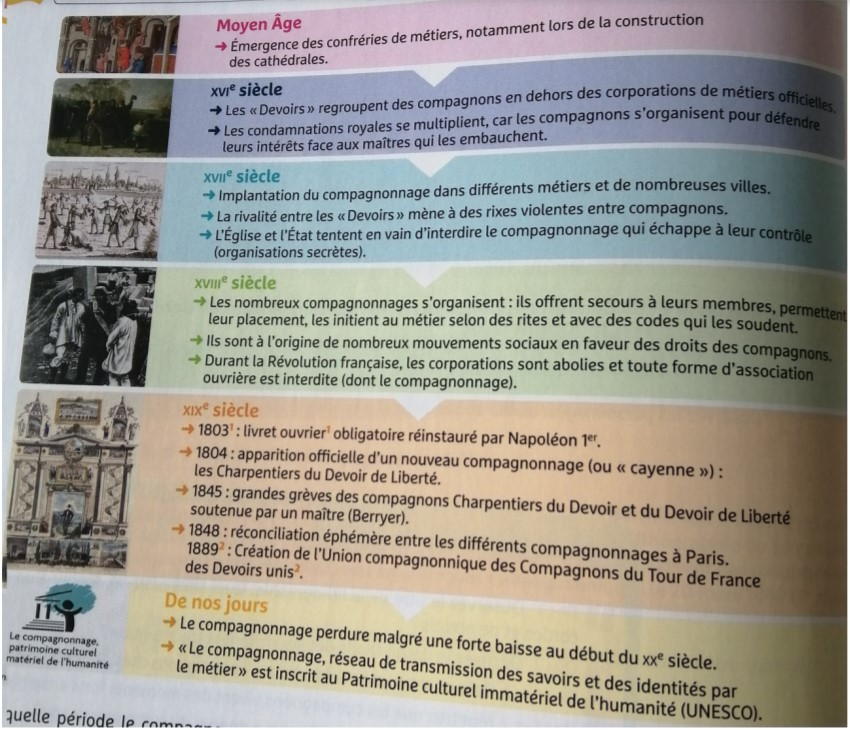 Moyen Âge
→ Émergence des confréries de métiers, notamment lors de la construction
des cathédrales.
XVIe siècle
→ Les « Devoirs » regroupent des compagnons en dehors des corporations de métiers officielles.
→ Les condamnations royales se multiplient, car les compagnons s'organisent pour défendre
leurs intérêts face aux maîtres qui les embauchent.
XVIIe siècle
→ Implantation du compagnonnage dans différents métiers et de nombreuses villes.
→ La rivalité entre les « Devoirs » mène à des rixes violentes entre compagnons.
→ L'Église et l'État tentent en vain d'interdire le compagnonnage qui échappe à leur contrôle
(organisations secrètes).
XVIIIe siècle
→ Les nombreux compagnonnages s'organisent : ils offrent secours à leurs membres, permettent
leur placement, les initient au métier selon des rites et avec des codes qui les soudent.
→ Ils sont à l'origine de nombreux mouvements sociaux en faveur des droits des compagnons.
→ Durant la Révolution française, les corporations sont abolies et toute forme d'association
ouvrière est interdite (dont le compagnonnage).
XIXe siècle
→ 1803¹ : livret ouvrier¹ obligatoire réinstauré par Napoléon 1er.
→ 1804 : apparition officielle d'un nouveau compagnonnage (ou « cayenne ») :
les Charpentiers du Devoir de Liberté.
→ 1845 : grandes grèves des compagnons Charpentiers du Devoir et du Devoir de Liberté
soutenue par un maître (Berryer).
→ 1848 : réconciliation éphémère entre les différents compagnonnages à Paris.
1889² : Création de l'Union compagnonnique des Compagnons du Tour de France
des Devoirs unis².
De nos jours
→ Le compagnonnage perdure malgré une forte baisse au début du XXe siècle.
→ « Le compagnonnage, réseau de transmission des savoirs et des identités par
le métier » est inscrit au Patrimoine culturel immatériel de l'humanité (UNESCO).
Le compagnonnage,
patrimoine culturel
matériel de l'humanité
quelle période le